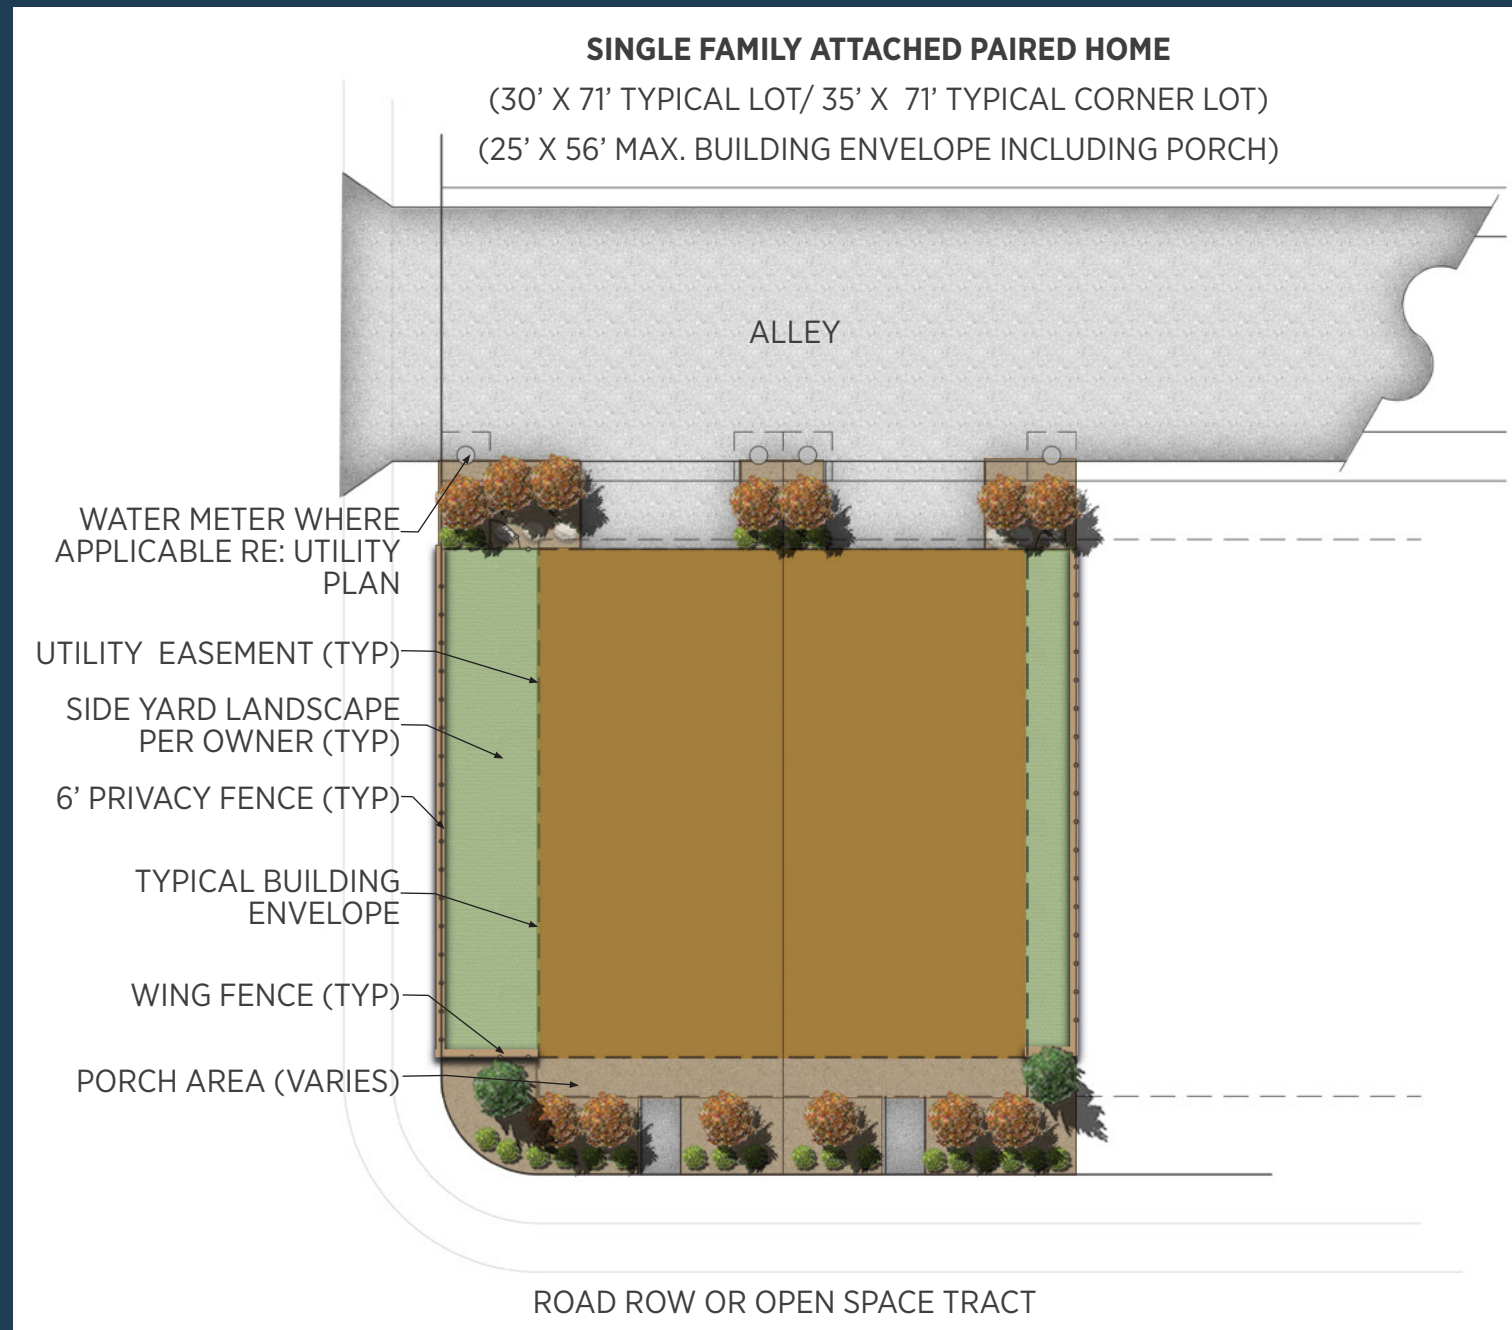 SINGLE FAMILY ATTACHED PAIRED HOME
(30’ X 71’ TYPICAL LOT/ 35’ X 71’ TYPICAL CORNER LOT)
(25’ X 56’ MAX. BUILDING ENVELOPE INCLUDING PORCH)
ALLEY
WATER METER WHERE
APPLICABLE RE: UTILITY
PLAN
UTILITY EASEMENT (TYP)
SIDE YARD LANDSCAPE
PER OWNER (TYP)
6’ PRIVACY FENCE (TYP)
TYPICAL BUILDING
ENVELOPE
WING FENCE (TYP)
PORCH AREA (VARIES)
ROAD ROW OR OPEN SPACE TRACT